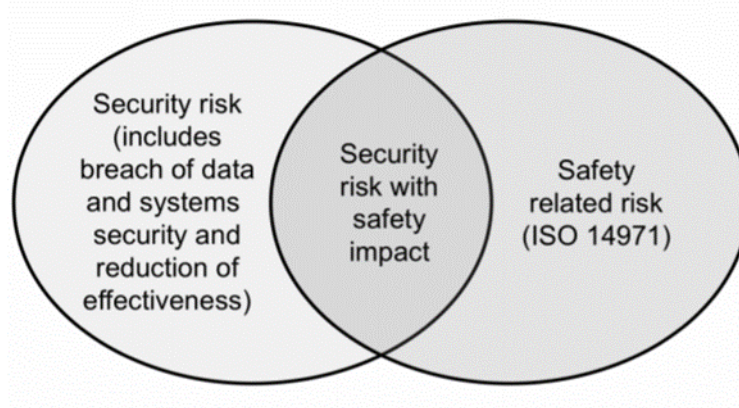 Security risk
(includes
breach of data
and systems
security and
reduction of
effectiveness)
Security
risk with
safety
impact
Safety
related risk
(ISO 14971)